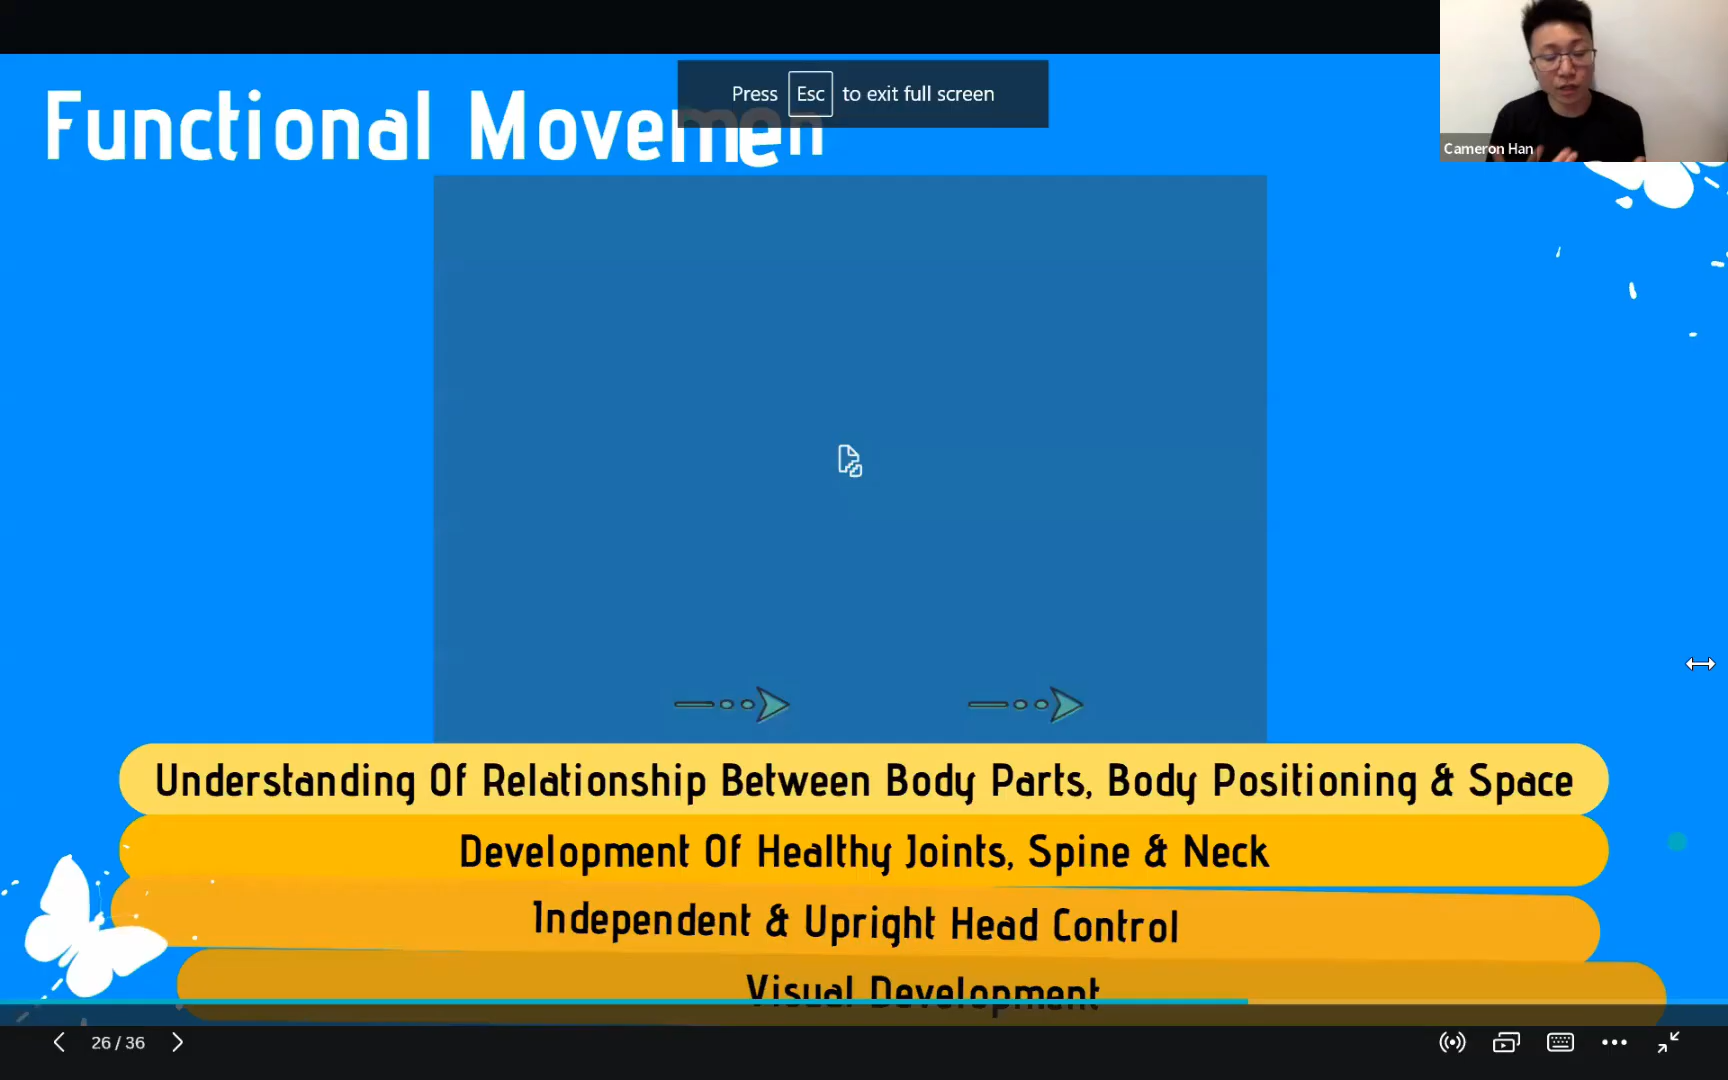 Functional Movemen
Press Esc to exit full screen
Cameron Han
Understanding Of Relationship Between Body Parts, Body Positioning & Space
Development Of Healthy Joints, Spine & Neck
Independent & Upright Head Control
Visual Development
26 / 36